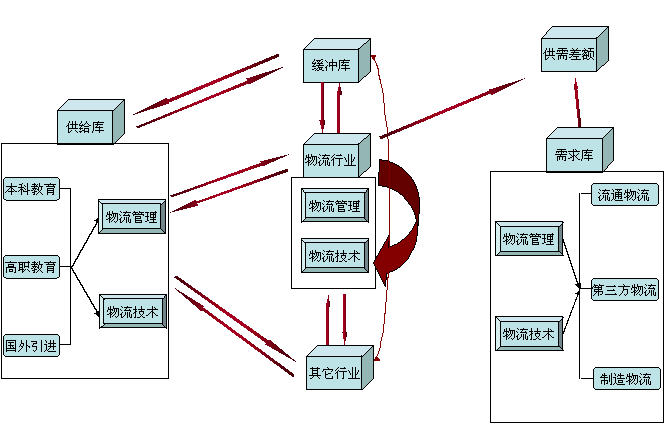 供给库
本科教育
高职教育
国外引进
物流管理
物流技术
缓冲库
物流行业
物流管理
物流技术
其它行业
供需差额
需求库
物流管理
物流技术
流通物流
第三方物流
制造物流